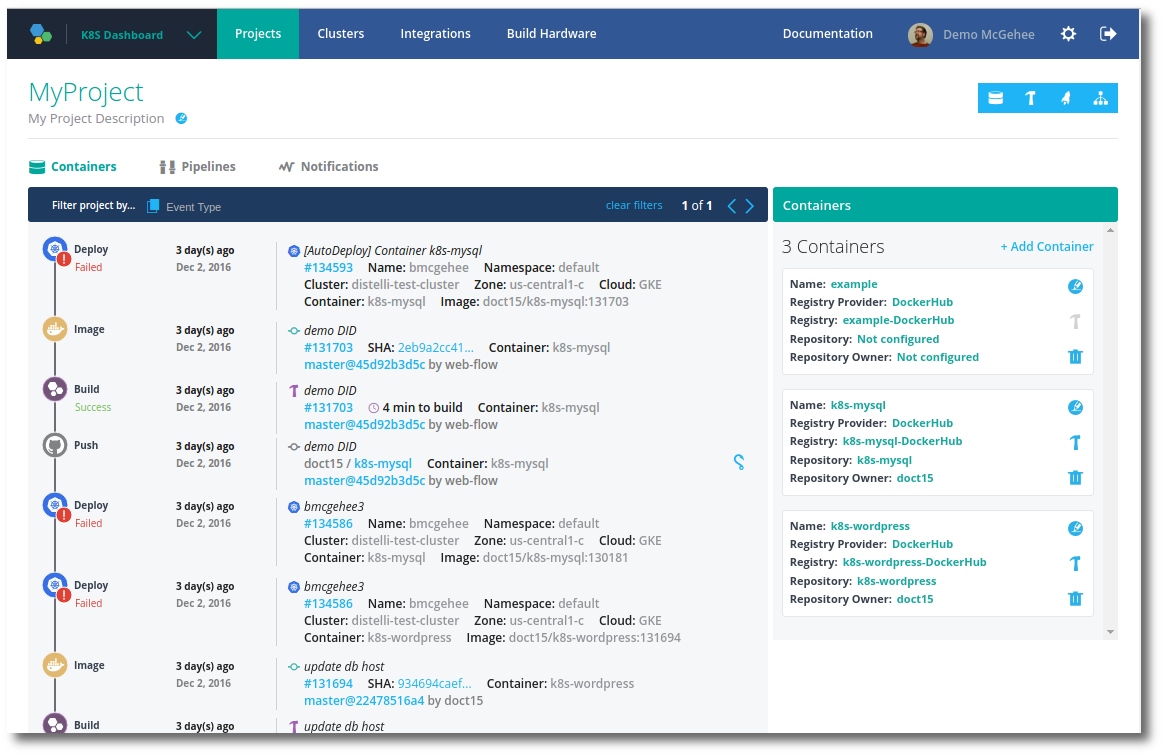 K8S Dashboard
Projects
Clusters
Integrations
Build Hardware
Documentation
Demo McGehee
MyProject
My Project Description
Containers
Pipelines
Notifications
Filter project by...
Event Type
clear filters
1 of 1
Deploy
Failed
3 day(s) ago
Dec 2, 2016
[AutoDeploy] Container k8s-mysql
#134593 Name: bmcgehee Namespace: default
Cluster: distelli-test-cluster Zone: us-central1-c Cloud: GKE
Container: k8s-mysql Image: doct15/k8s-mysql:131703
Image
3 day(s) ago
Dec 2, 2016
demo DID
#131703 SHA: 2eb9a2cc41... Container: k8s-mysql
master@45d92b3d5c by web-flow
Build
Success
3 day(s) ago
Dec 2, 2016
demo DID
#131703 4 min to build Container: k8s-mysql
master@45d92b3d5c by web-flow
Push
3 day(s) ago
Dec 2, 2016
demo DID
doct15 / k8s-mysql Container: k8s-mysql
master@45d92b3d5c by web-flow
Deploy
Failed
3 day(s) ago
Dec 2, 2016
bmcgehee3
#134586 Name: bmcgehee Namespace: default
Cluster: distelli-test-cluster Zone: us-central1-c Cloud: GKE
Container: k8s-mysql Image: doct15/k8s-mysql:130181
Deploy
Failed
3 day(s) ago
Dec 2, 2016
bmcgehee3
#134586 Name: bmcgehee Namespace: default
Cluster: distelli-test-cluster Zone: us-central1-c Cloud: GKE
Container: k8s-wordpress Image: doct15/k8s-wordpress:131694
Image
3 day(s) ago
Dec 2, 2016
update db host
#131694 SHA: 934694caef... Container: k8s-wordpress
master@22478516a4 by doct15
Build
3 day(s) ago
update db host
Containers
3 Containers
+ Add Container
Name: example
Registry Provider: DockerHub
Registry: example-DockerHub
Repository: Not configured
Repository Owner: Not configured
Name: k8s-mysql
Registry Provider: DockerHub
Registry: k8s-mysql-DockerHub
Repository: k8s-mysql
Repository Owner: doct15
Name: k8s-wordpress
Registry Provider: DockerHub
Registry: k8s-wordpress-DockerHub
Repository: k8s-wordpress
Repository Owner: doct15